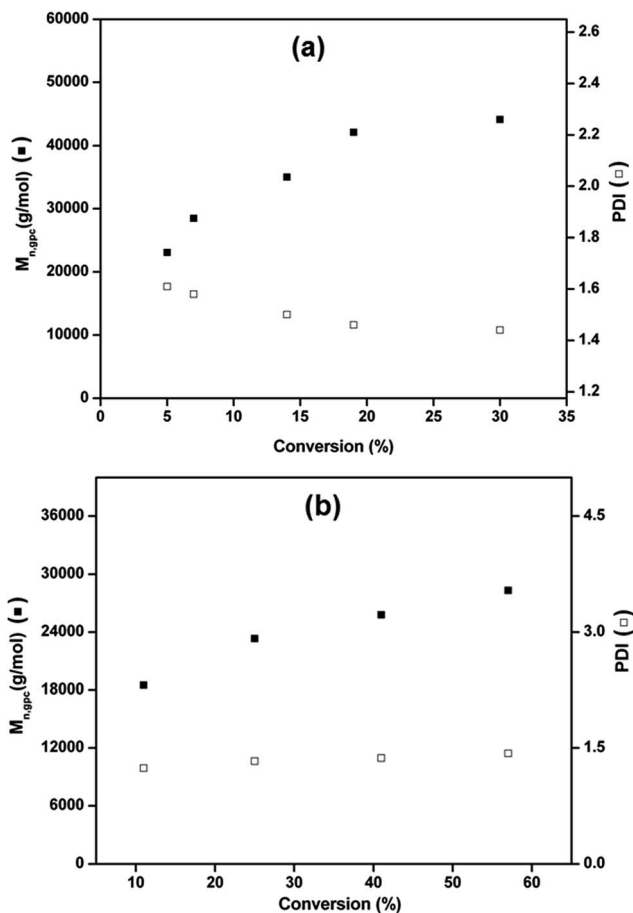 (a)
60000
50000
40000
30000
20000
10000
0
M_n,gpc (g/mol) (■)
2.6
2.4
2.2
2.0
1.8
1.6
1.4
1.2
PDI (□)
0 5 10 15 20 25 30 35
Conversion (%)
(b)
36000
30000
24000
18000
12000
6000
0
M_n,gpc (g/mol) (■)
4.5
3.0
1.5
0.0
PDI (□)
10 20 30 40 50 60
Conversion (%)